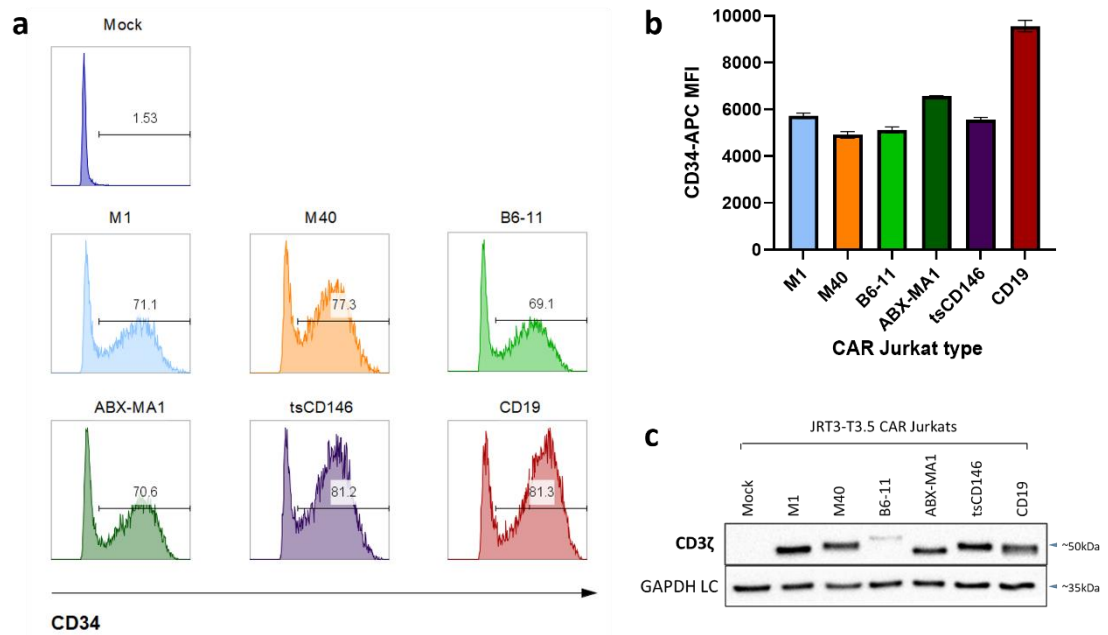 a
Mock
1.53
M1
M40
B6-11
71.1
77.3
69.1
ABX-MA1
tsCD146
CD19
70.6
81.2
81.3
CD34
b
CD34-APC MFI
10000
8000
6000
4000
2000
0
M1
M40
B6-11
ABX-MA1
tsCD146
CD19
CAR Jurkat type
c
JRT3-T3.5 CAR Jurkats
Mock
M1
M40
B6-11
ABX-MA1
tsCD146
CD19
CD3ζ
~50kDa
GAPDH LC
~35kDa